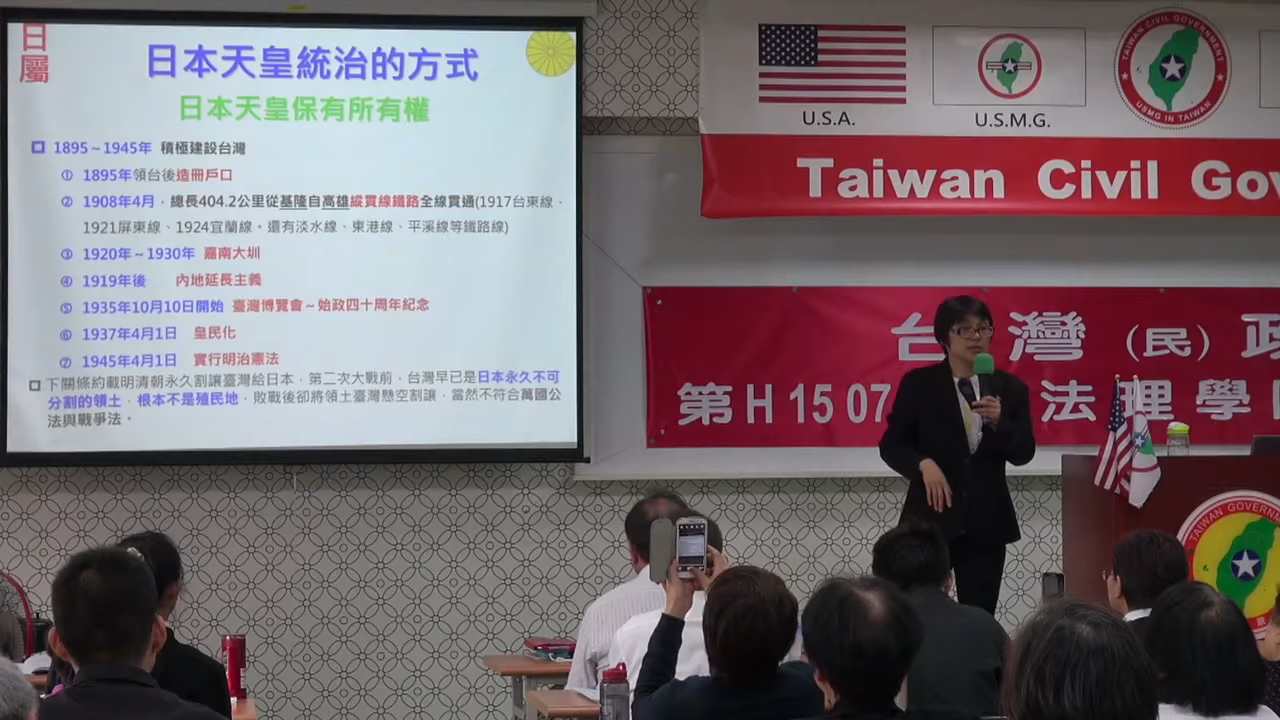 日屬
日本天皇統治的方式
日本天皇保有所有權
1895～1945年 積極建設台灣
① 1895年領台後造冊戶口
② 1908年4月，總長404.2公里從基隆自高雄縱貫線鐵路全線貫通(1917台東線、
1921屏東線、1924宜蘭線。還有淡水線、東港線、平溪線等鐵路線)
③ 1920年～1930年 嘉南大圳
④ 1919年後 內地延長主義
⑤ 1935年10月10日開始 臺灣博覽會～始政四十周年紀念
⑥ 1937年4月1日 皇民化
⑦ 1945年4月1日 實行明治憲法
下關條約載明清朝永久割讓臺灣給日本，第二次大戰前，台灣早已是日本永久不可
分割的領土，根本不是殖民地，敗戰後卻將領土臺灣懸空割讓，當然不符合萬國公
法與戰爭法。
U.S.A.
U.S.M.G.
TAIWAN CIVIL GOVERNMENT
USMG IN TAIWAN
Taiwan Civil Gov
台灣（民）政
第H1507
法理學
TAIWAN GOVERNM